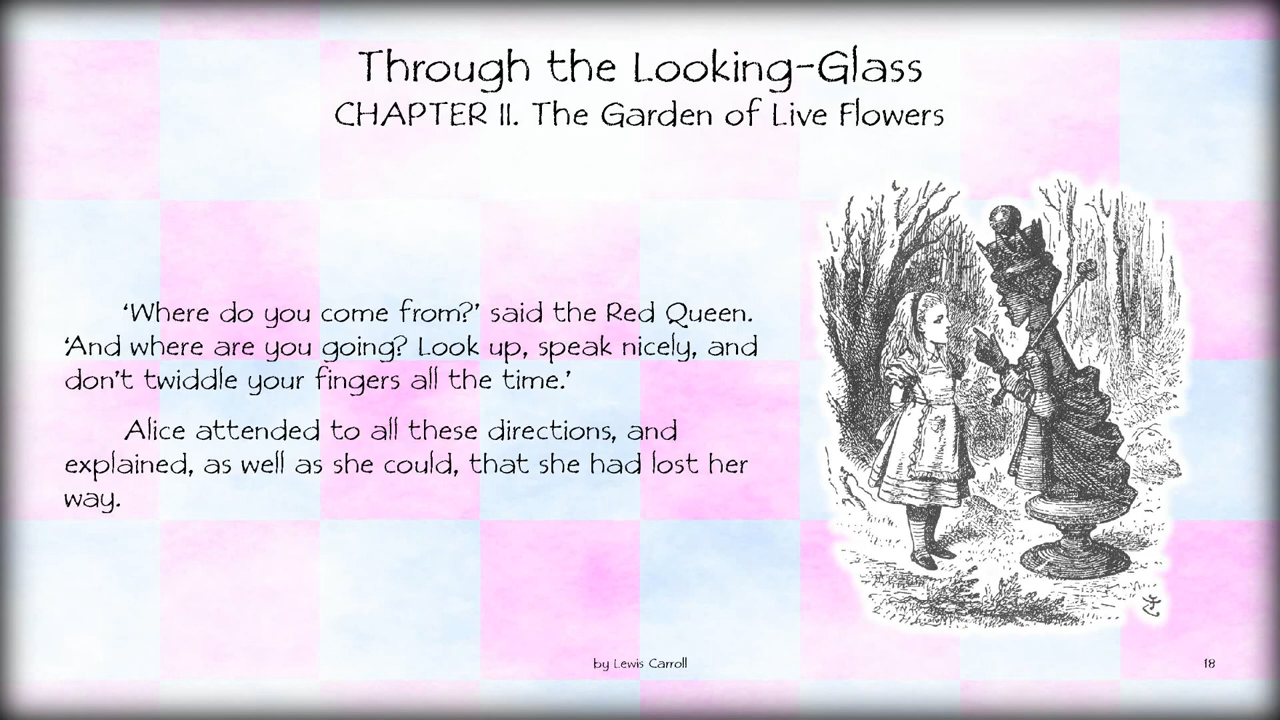 Through the Looking-Glass
CHAPTER II. The Garden of Live Flowers
‘Where do you come from?’ said the Red Queen.
‘And where are you going? Look up, speak nicely, and
don’t twiddle your fingers all the time.’
Alice attended to all these directions, and
explained, as well as she could, that she had lost her
way.
by Lewis Carroll
18